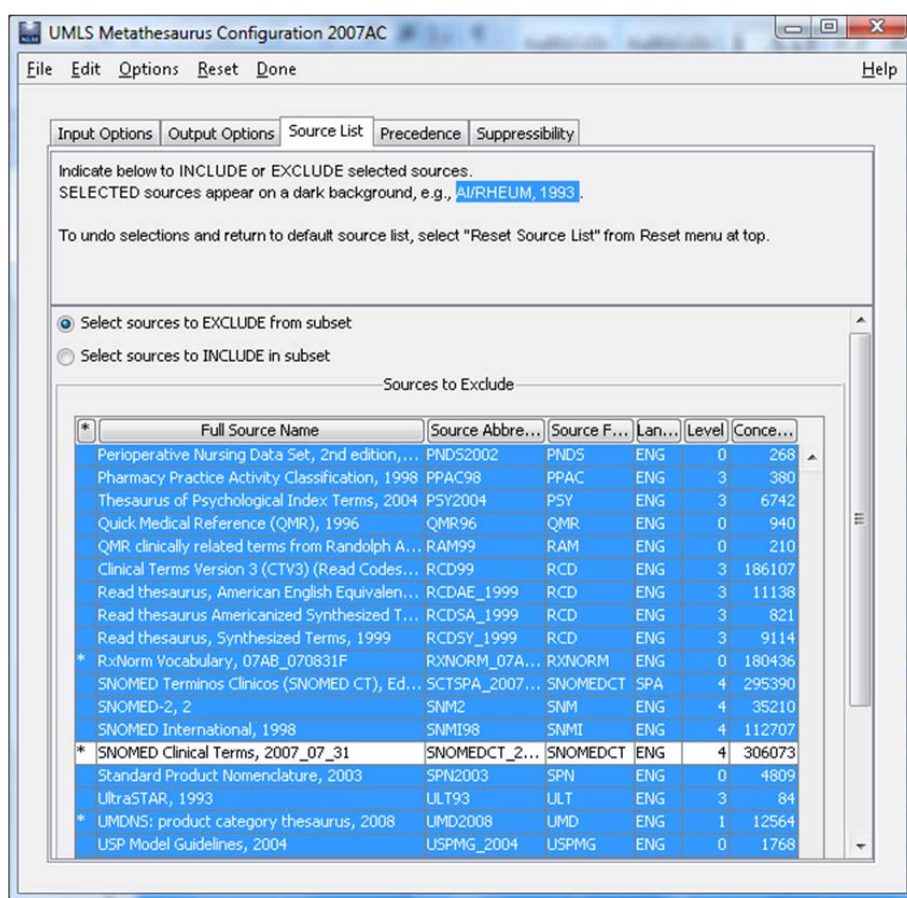 UMLS Metathesaurus Configuration 2007AC
File Edit Options Reset Done Help
Input Options Output Options Source List Precedence Suppressibility
Indicate below to INCLUDE or EXCLUDE selected sources.
SELECTED sources appear on a dark background, e.g., AI/RHEUM, 1993 .
To undo selections and return to default source list, select "Reset Source List" from Reset menu at top.
Select sources to EXCLUDE from subset
Select sources to INCLUDE in subset
Sources to Exclude
* Full Source Name Source Abbre... Source F... Lan... Level Conce...
Perioperative Nursing Data Set, 2nd edition,... PNDS2002 PNDS ENG 0 268
Pharmacy Practice Activity Classification, 1998 PPAC98 PPAC ENG 3 380
Thesaurus of Psychological Index Terms, 2004 PSY2004 PSY ENG 3 6742
Quick Medical Reference (QMR), 1996 QMR96 QMR ENG 0 940
QMR clinically related terms from Randolph A... RAM99 RAM ENG 0 210
Clinical Terms Version 3 (CTV3) (Read Codes... RCD99 RCD ENG 3 186107
Read thesaurus, American English Equivalen... RCDAE_1999 RCD ENG 3 11138
Read thesaurus Americanized Synthesized T... RCDSA_1999 RCD ENG 3 821
Read thesaurus, Synthesized Terms, 1999 RCDSY_1999 RCD ENG 3 9114
* RxNorm Vocabulary, 07AB_070831F RXNORM_07A... RXNORM ENG 0 180436
SNOMED Terminos Clinicos (SNOMED CT), Ed... SCTSPA_2007... SNOMEDCT SPA 4 295390
SNOMED-2, 2 SNM2 SNM ENG 4 35210
SNOMED International, 1998 SNMI98 SNMI ENG 4 112707
* SNOMED Clinical Terms, 2007_07_31 SNOMEDCT_2... SNOMEDCT ENG 4 306073
Standard Product Nomenclature, 2003 SPN2003 SPN ENG 0 4809
UltraSTAR, 1993 ULT93 ULT ENG 3 84
* UMDNS: product category thesaurus, 2008 UMD2008 UMD ENG 1 12564
USP Model Guidelines, 2004 USPMG_2004 USPMG ENG 0 1768